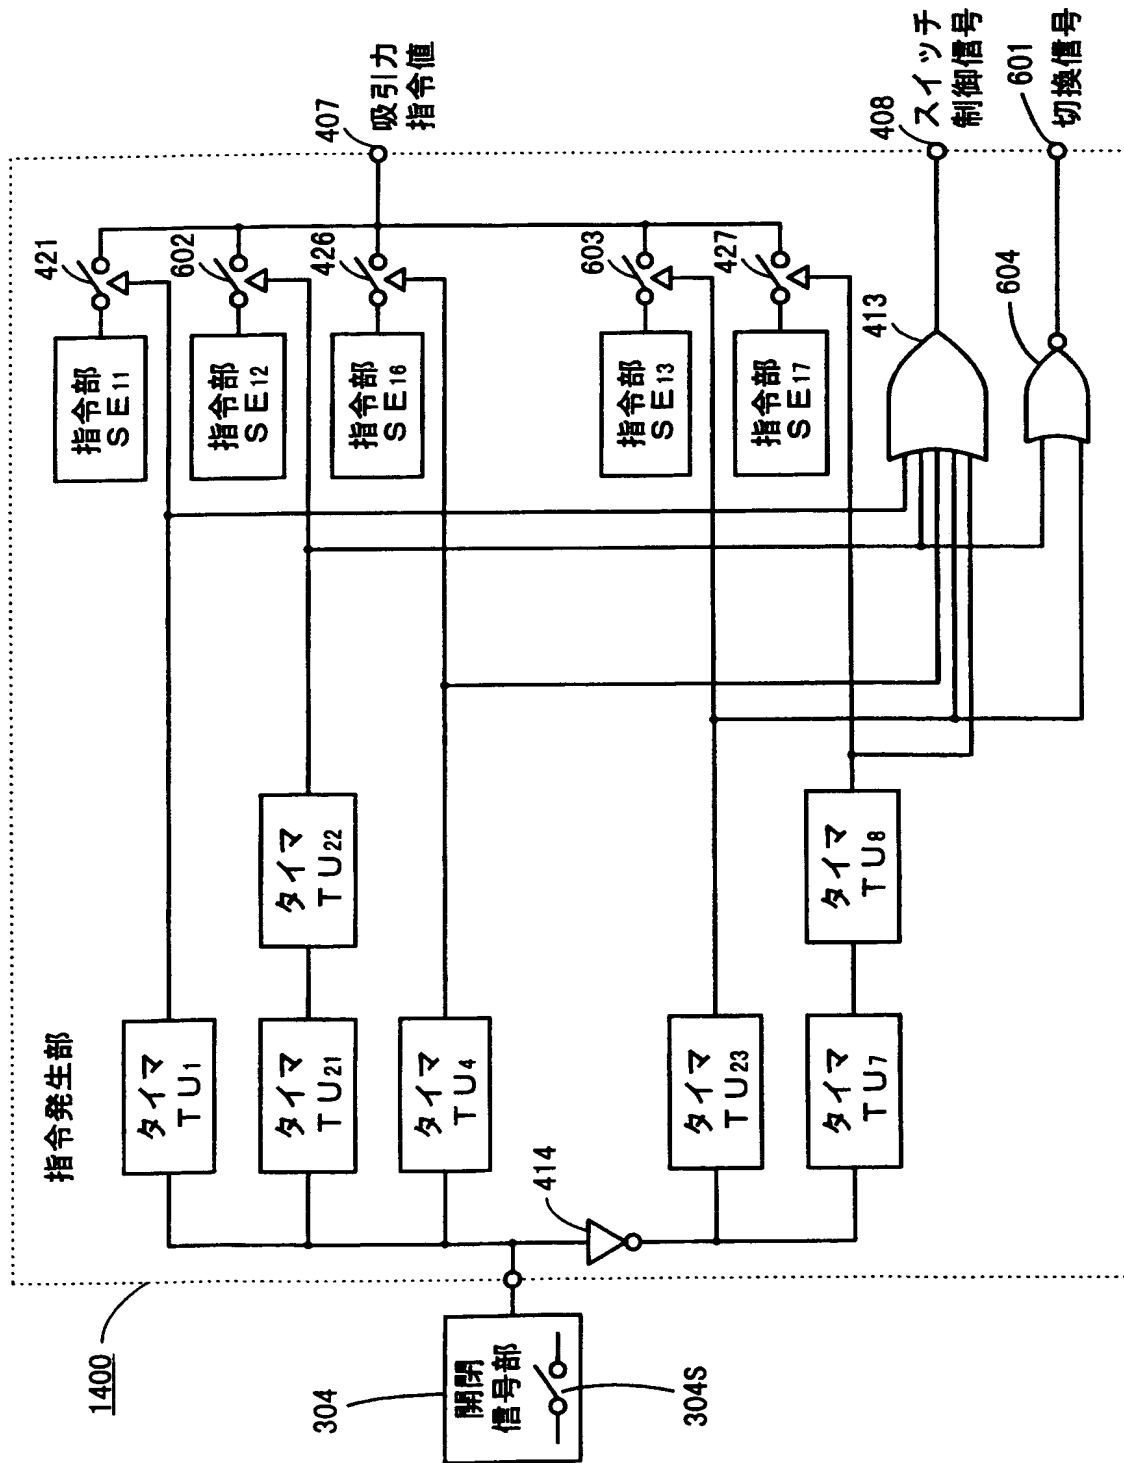 1400
指令発生部
304
開閉
信号部
304S
414
タイマ
TU1
タイマ
TU21
タイマ
TU22
タイマ
TU4
タイマ
TU23
タイマ
TU7
タイマ
TU8
指令部
SE11
421
指令部
SE12
602
指令部
SE16
426
指令部
SE13
603
指令部
SE17
427
413
604
407
吸引力
指令値
408
スイッチ
制御信号
601
切換信号